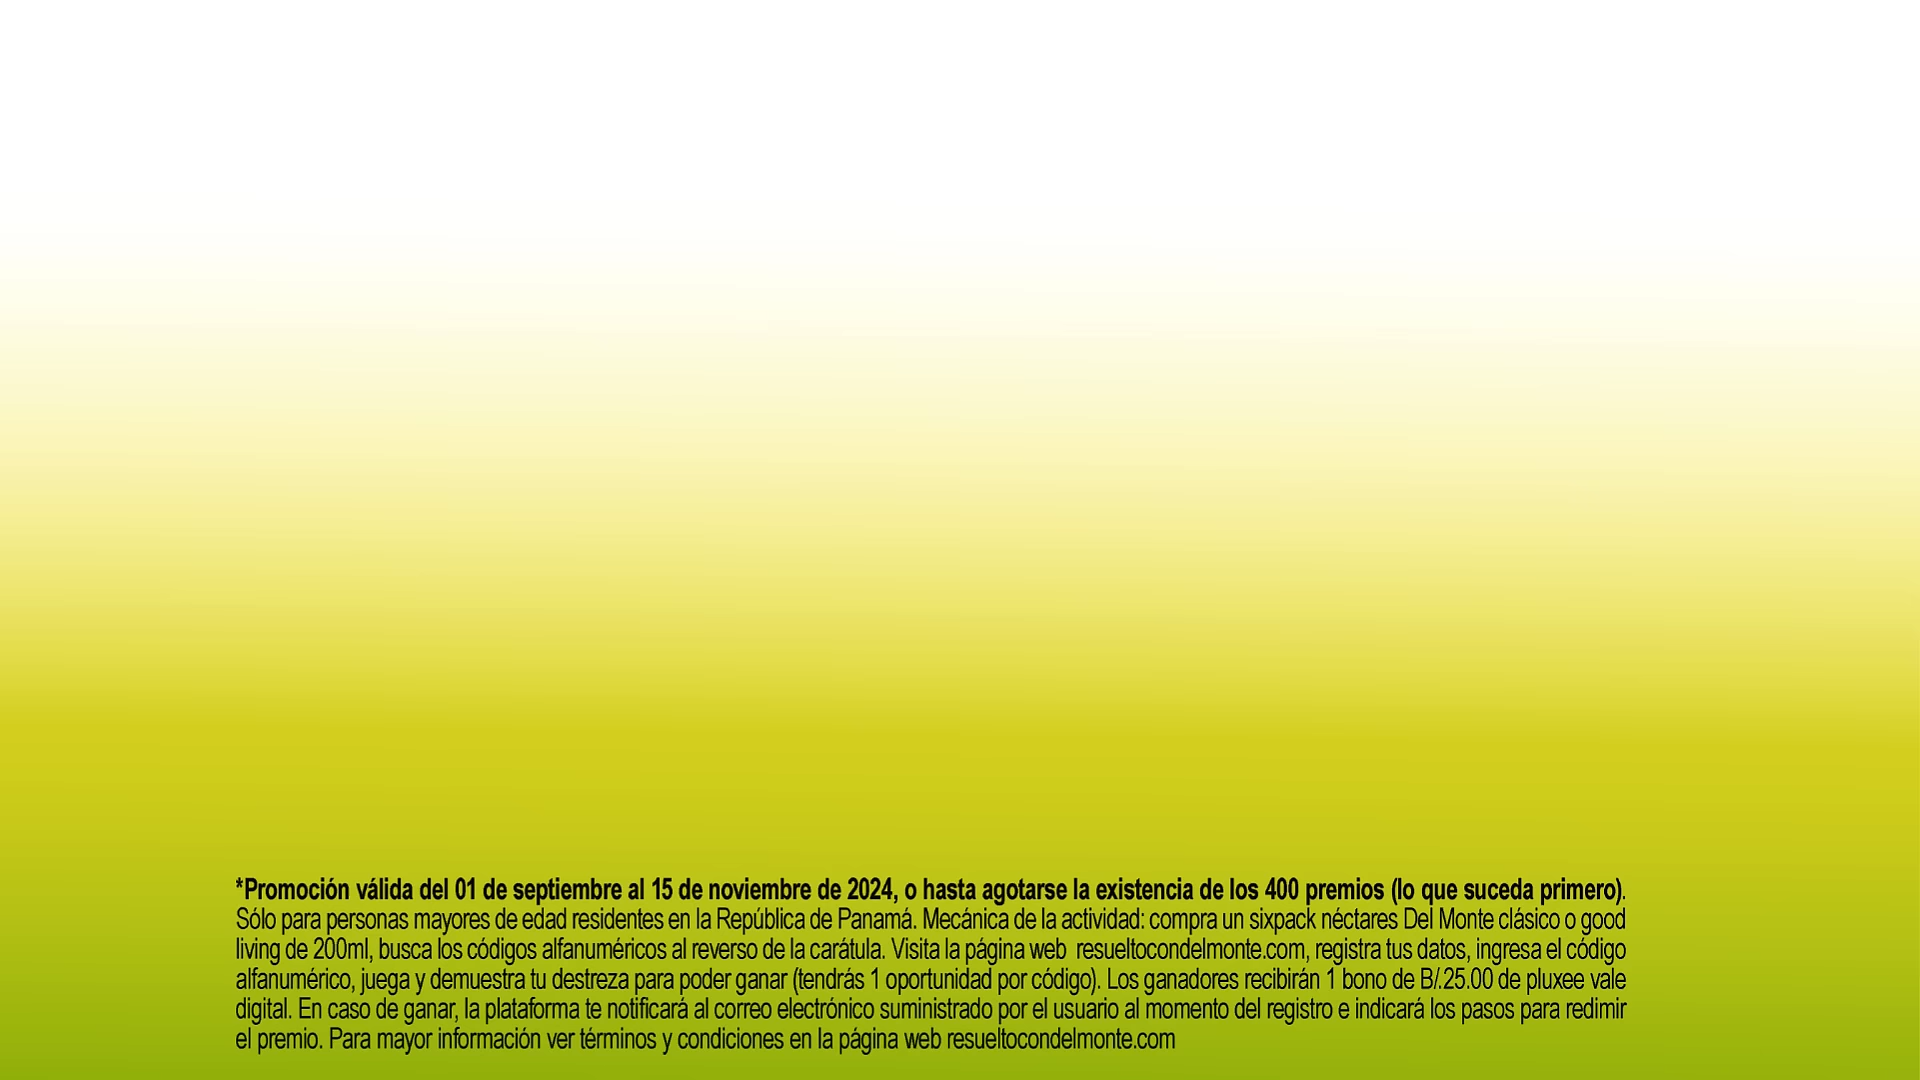 *Promoción válida del 01 de septiembre al 15 de noviembre de 2024, o hasta agotarse la existencia de los 400 premios (lo que suceda primero).
Sólo para personas mayores de edad residentes en la República de Panamá. Mecánica de la actividad: compra un sixpack néctares Del Monte clásico o good
living de 200ml, busca los códigos alfanuméricos al reverso de la carátula. Visita la página web resueltocondelmonte.com, registra tus datos, ingresa el código
alfanumérico, juega y demuestra tu destreza para poder ganar (tendrás 1 oportunidad por código). Los ganadores recibirán 1 bono de B/.25.00 de pluxee vale
digital. En caso de ganar, la plataforma te notificará al correo electrónico suministrado por el usuario al momento del registro e indicará los pasos para redimir
el premio. Para mayor información ver términos y condiciones en la página web resueltocondelmonte.com